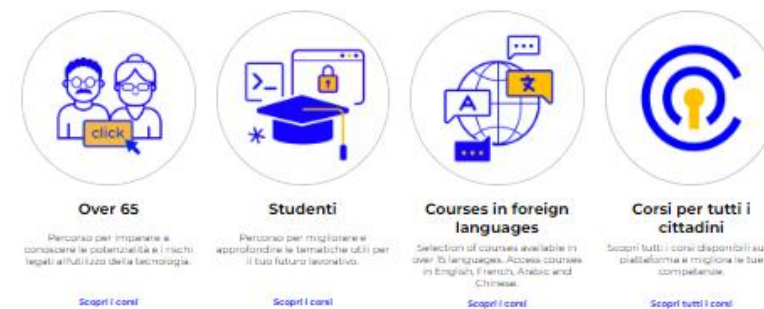 click
A
文
Over 65
Percorso per imparare a
conoscere le potenzialità e i rischi
legati all'utilizzo della tecnologia.
Scopri i corsi
Studenti
Percorso per migliorare e
approfondire le tematiche utili per
il tuo futuro lavorativo.
Scopri i corsi
Courses in foreign
languages
Selection of courses available in
over 15 languages. Access courses
in English, French, Arabic and
Chinese.
Scopri i corsi
Corsi per tutti i
cittadini
Scopri tutti i corsi disponibili su
piattaforma e migliora le tue
competenze.
Scopri tutti i corsi